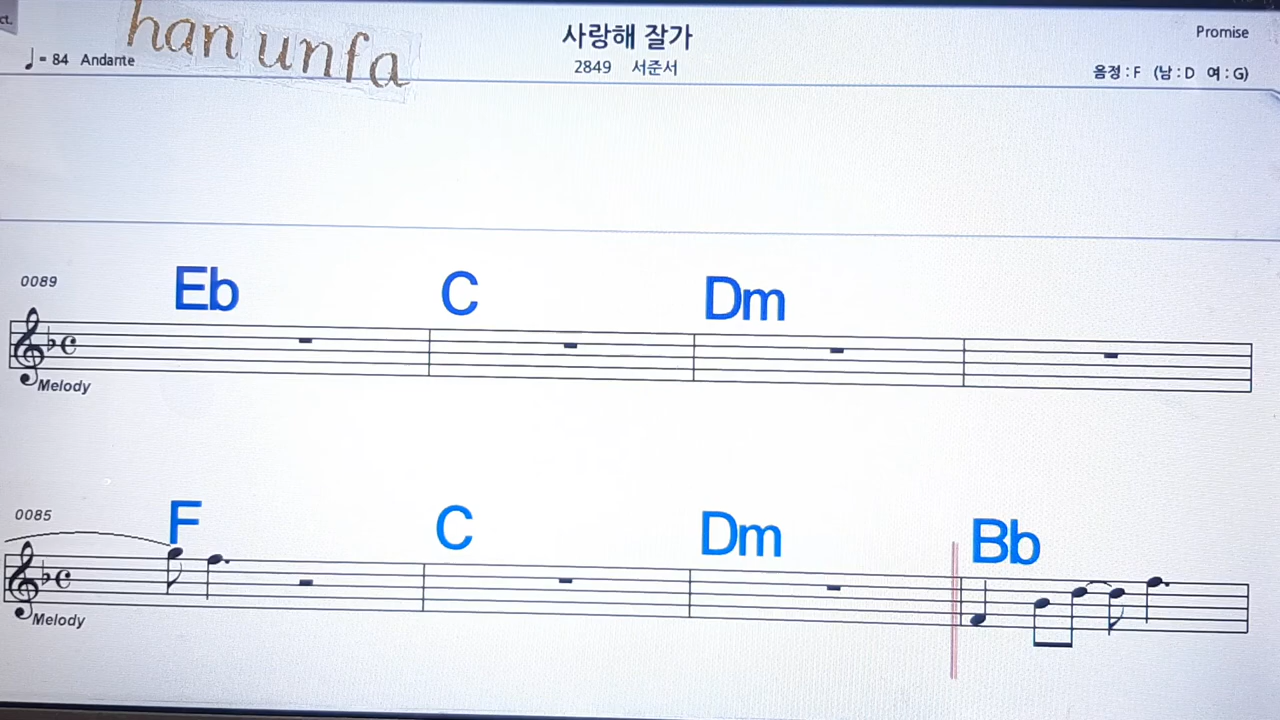 ct.
han unfa
사랑해 잘가
Promise
♩ = 84 Andante
2849 서준서
음정 : F (남 : D 여 : G)
0089
Eb C Dm
Melody
0085
F C Dm Bb
Melody